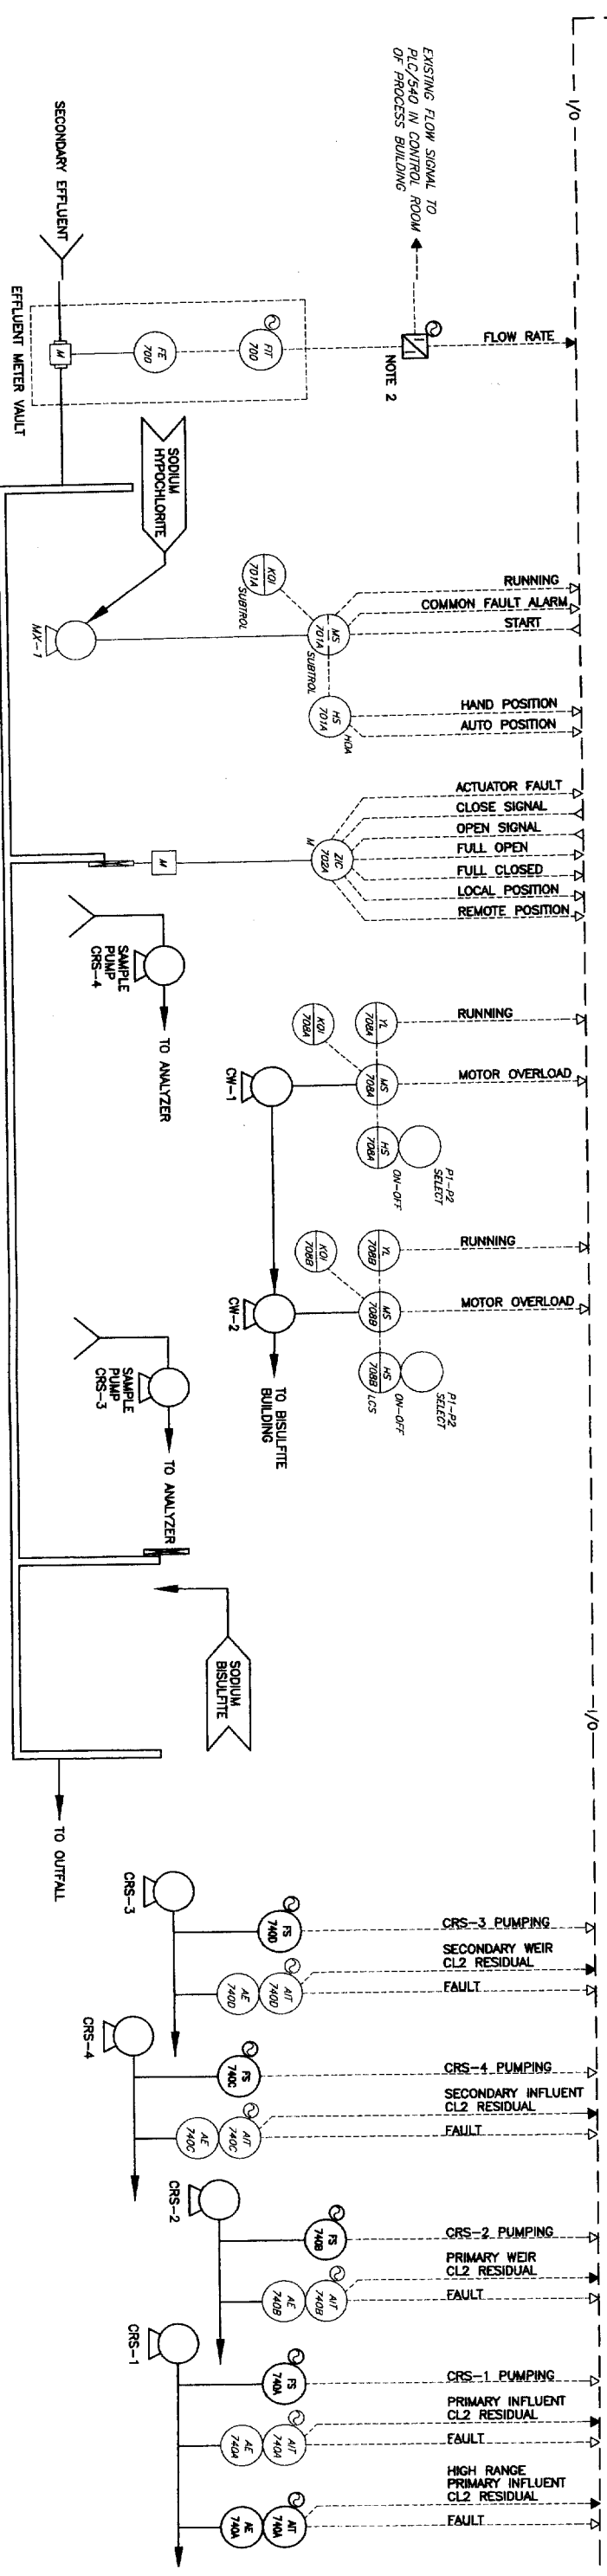 I/O
EXISTING FLOW SIGNAL TO
PLC/540 IN CONTROL ROOM
OF PROCESS BUILDING
FLOW RATE
NOTE 2
FIT
700
FE
700
M
SECONDARY EFFLUENT
EFFLUENT METER VAULT
SODIUM
HYPOCHLORITE
RUNNING
COMMON FAULT ALARM
START
HAND POSITION
AUTO POSITION
KOI
701A
SUBTROL
MS
701A
SUBTROL
HS
701A
HOA
MX-1
ACTUATOR FAULT
CLOSE SIGNAL
OPEN SIGNAL
FULL OPEN
FULL CLOSED
LOCAL POSITION
REMOTE POSITION
ZIC
702A
M
M
SAMPLE
PUMP
CRS-4
TO ANALYZER
RUNNING
MOTOR OVERLOAD
YL
708A
KOI
708A
MS
708A
HS
708A
ON-OFF
P1-P2
SELECT
CW-1
RUNNING
MOTOR OVERLOAD
YL
708B
KOI
708B
MS
708B
HS
708B
LCS
ON-OFF
P1-P2
SELECT
CW-2
TO BISULFITE
BUILDING
SAMPLE
PUMP
CRS-3
TO ANALYZER
SODIUM
BISULFITE
I/O
TO OUTFALL
CRS-3 PUMPING
SECONDARY WEIR
CL2 RESIDUAL
FAULT
FS
740D
AIT
740D
AE
740D
CRS-3
CRS-4 PUMPING
SECONDARY INFLUENT
CL2 RESIDUAL
FAULT
FS
740C
AIT
740C
AE
740C
CRS-4
CRS-2 PUMPING
PRIMARY WEIR
CL2 RESIDUAL
FAULT
FS
740B
AIT
740B
AE
740B
CRS-2
CRS-1 PUMPING
PRIMARY INFLUENT
CL2 RESIDUAL
FAULT
FS
740A
AIT
740A
AE
740A
CRS-1
HIGH RANGE
PRIMARY INFLUENT
CL2 RESIDUAL
FAULT
AIT
740A
AE
740A